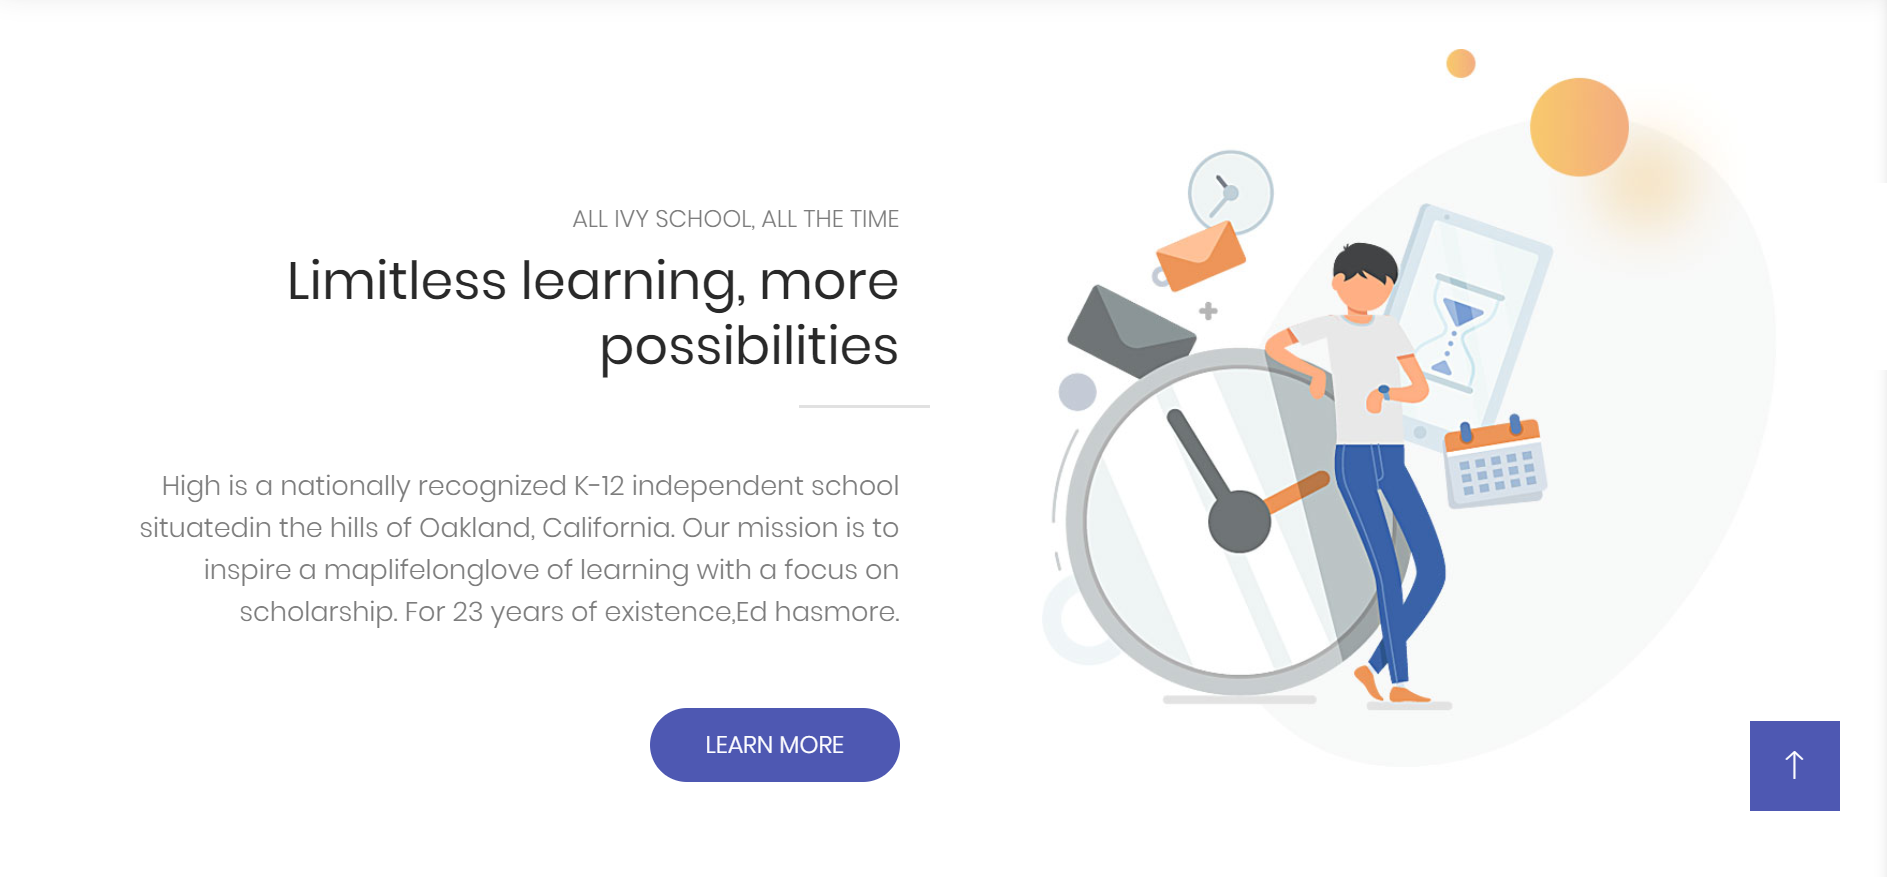 ALL IVY SCHOOL, ALL THE TIME
Limitless learning, more
possibilities
High is a nationally recognized K-12 independent school
situatedin the hills of Oakland, California. Our mission is to
inspire a maplifelonglove of learning with a focus on
scholarship. For 23 years of existence,Ed hasmore.
LEARN MORE